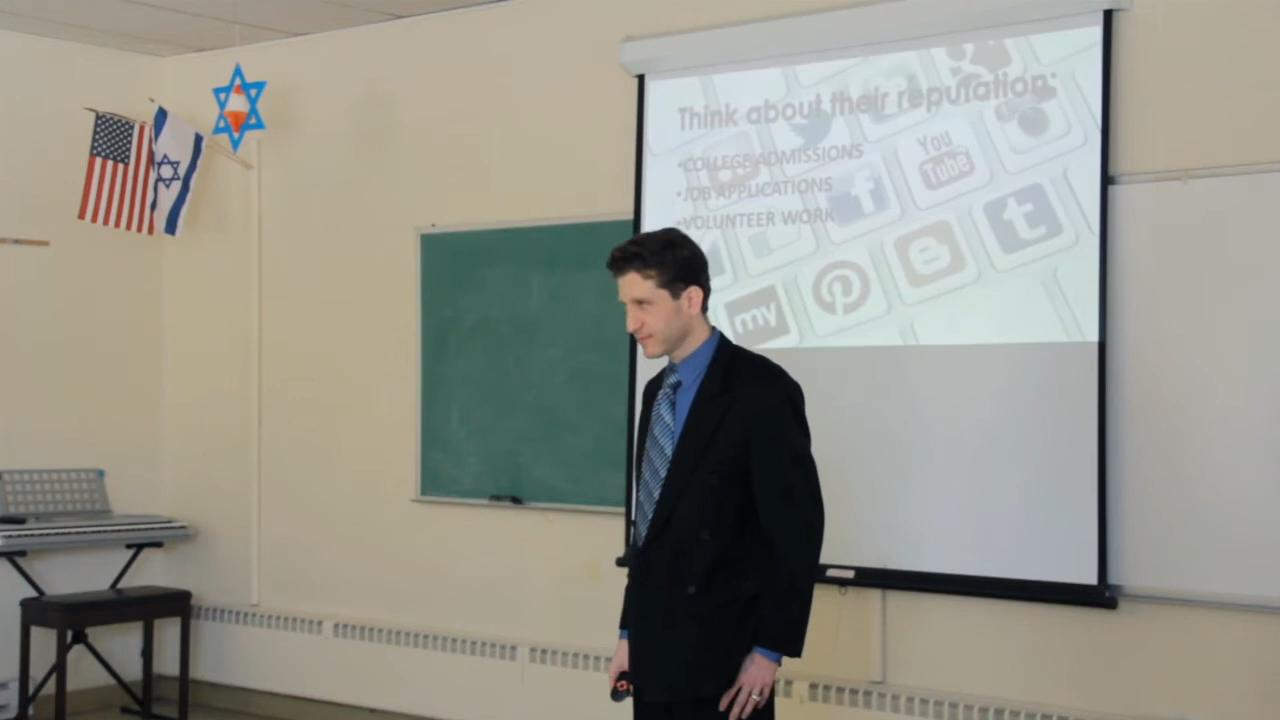 Think about their reputation:
•COLLEGE ADMISSIONS
•JOB APPLICATIONS
•VOLUNTEER WORK
You
Tube
f
t
my